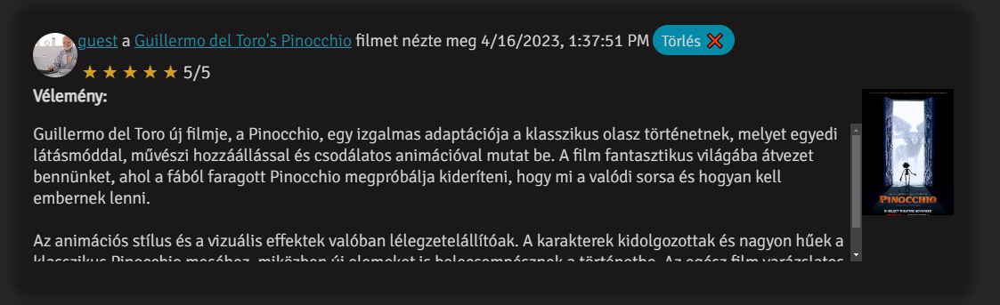 guest a Guillermo del Toro's Pinocchio filmet nézte meg 4/16/2023, 1:37:51 PM Törlés ❌
★ ★ ★ ★ ★ 5/5
Vélemény:
Guillermo del Toro új filmje, a Pinocchio, egy izgalmas adaptációja a klasszikus olasz történetnek, melyet egyedi
látásmóddal, művészi hozzáállással és csodálatos animációval mutat be. A film fantasztikus világába átvezet
bennünket, ahol a fából faragott Pinocchio megpróbálja kideríteni, hogy mi a valódi sorsa és hogyan kell
embernek lenni.
Az animációs stílus és a vizuális effektek valóban lélegzetelállítóak. A karakterek kidolgozottak és nagyon hűek a
klasszikus Pinocchio meséhez, miközben új elemeket is belecsempésznek a történetbe. Az egész film varázslatos
PINOCCHIO
IN SELECT THEATERS NOVEMBER